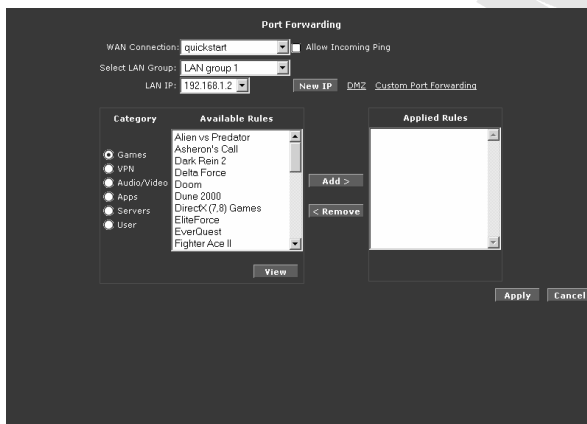 Port Forwarding
WAN Connection: quickstart Allow Incoming Ping
Select LAN Group: LAN group 1
LAN IP: 192.168.1.2 New IP DMZ Custom Port Forwarding
Category Available Rules Applied Rules
Games
VPN
Audio/Video
Apps
Servers
User
Alien vs Predator
Asheron's Call
Dark Rein 2
Delta Force
Doom
Dune 2000
DirectX (7,8) Games
EliteForce
EverQuest
Fighter Ace II
Add >
< Remove
View
Apply Cancel